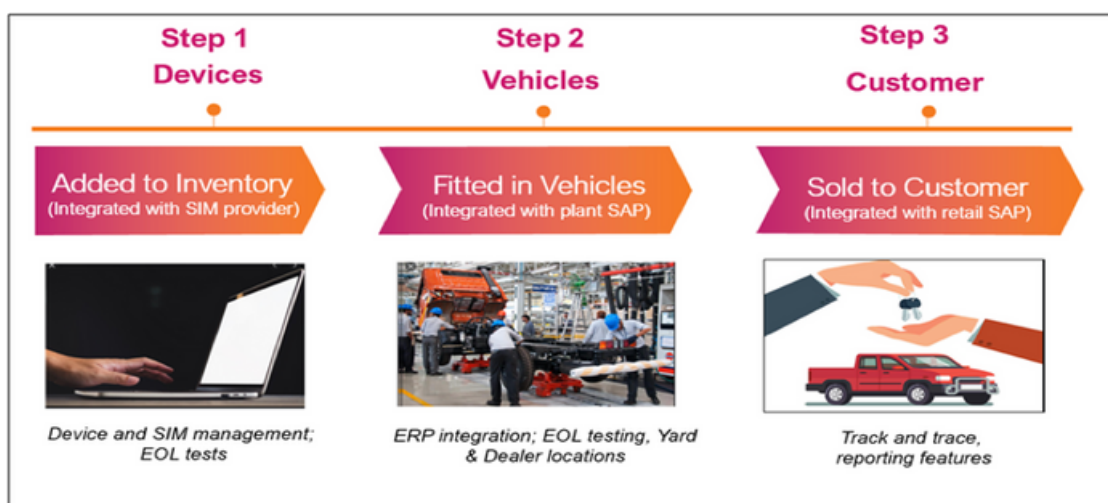 Step 1
Devices
Step 2
Vehicles
Step 3
Customer
Added to Inventory
(Integrated with SIM provider)
Fitted in Vehicles
(Integrated with plant SAP)
Sold to Customer
(Integrated with retail SAP)
Device and SIM management;
EOL tests
ERP integration; EOL testing, Yard
& Dealer locations
Track and trace,
reporting features